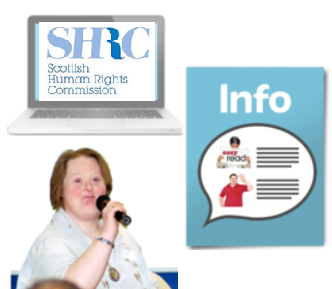 SHRC
Scottish
Human Rights
Commission
Info
easy
read